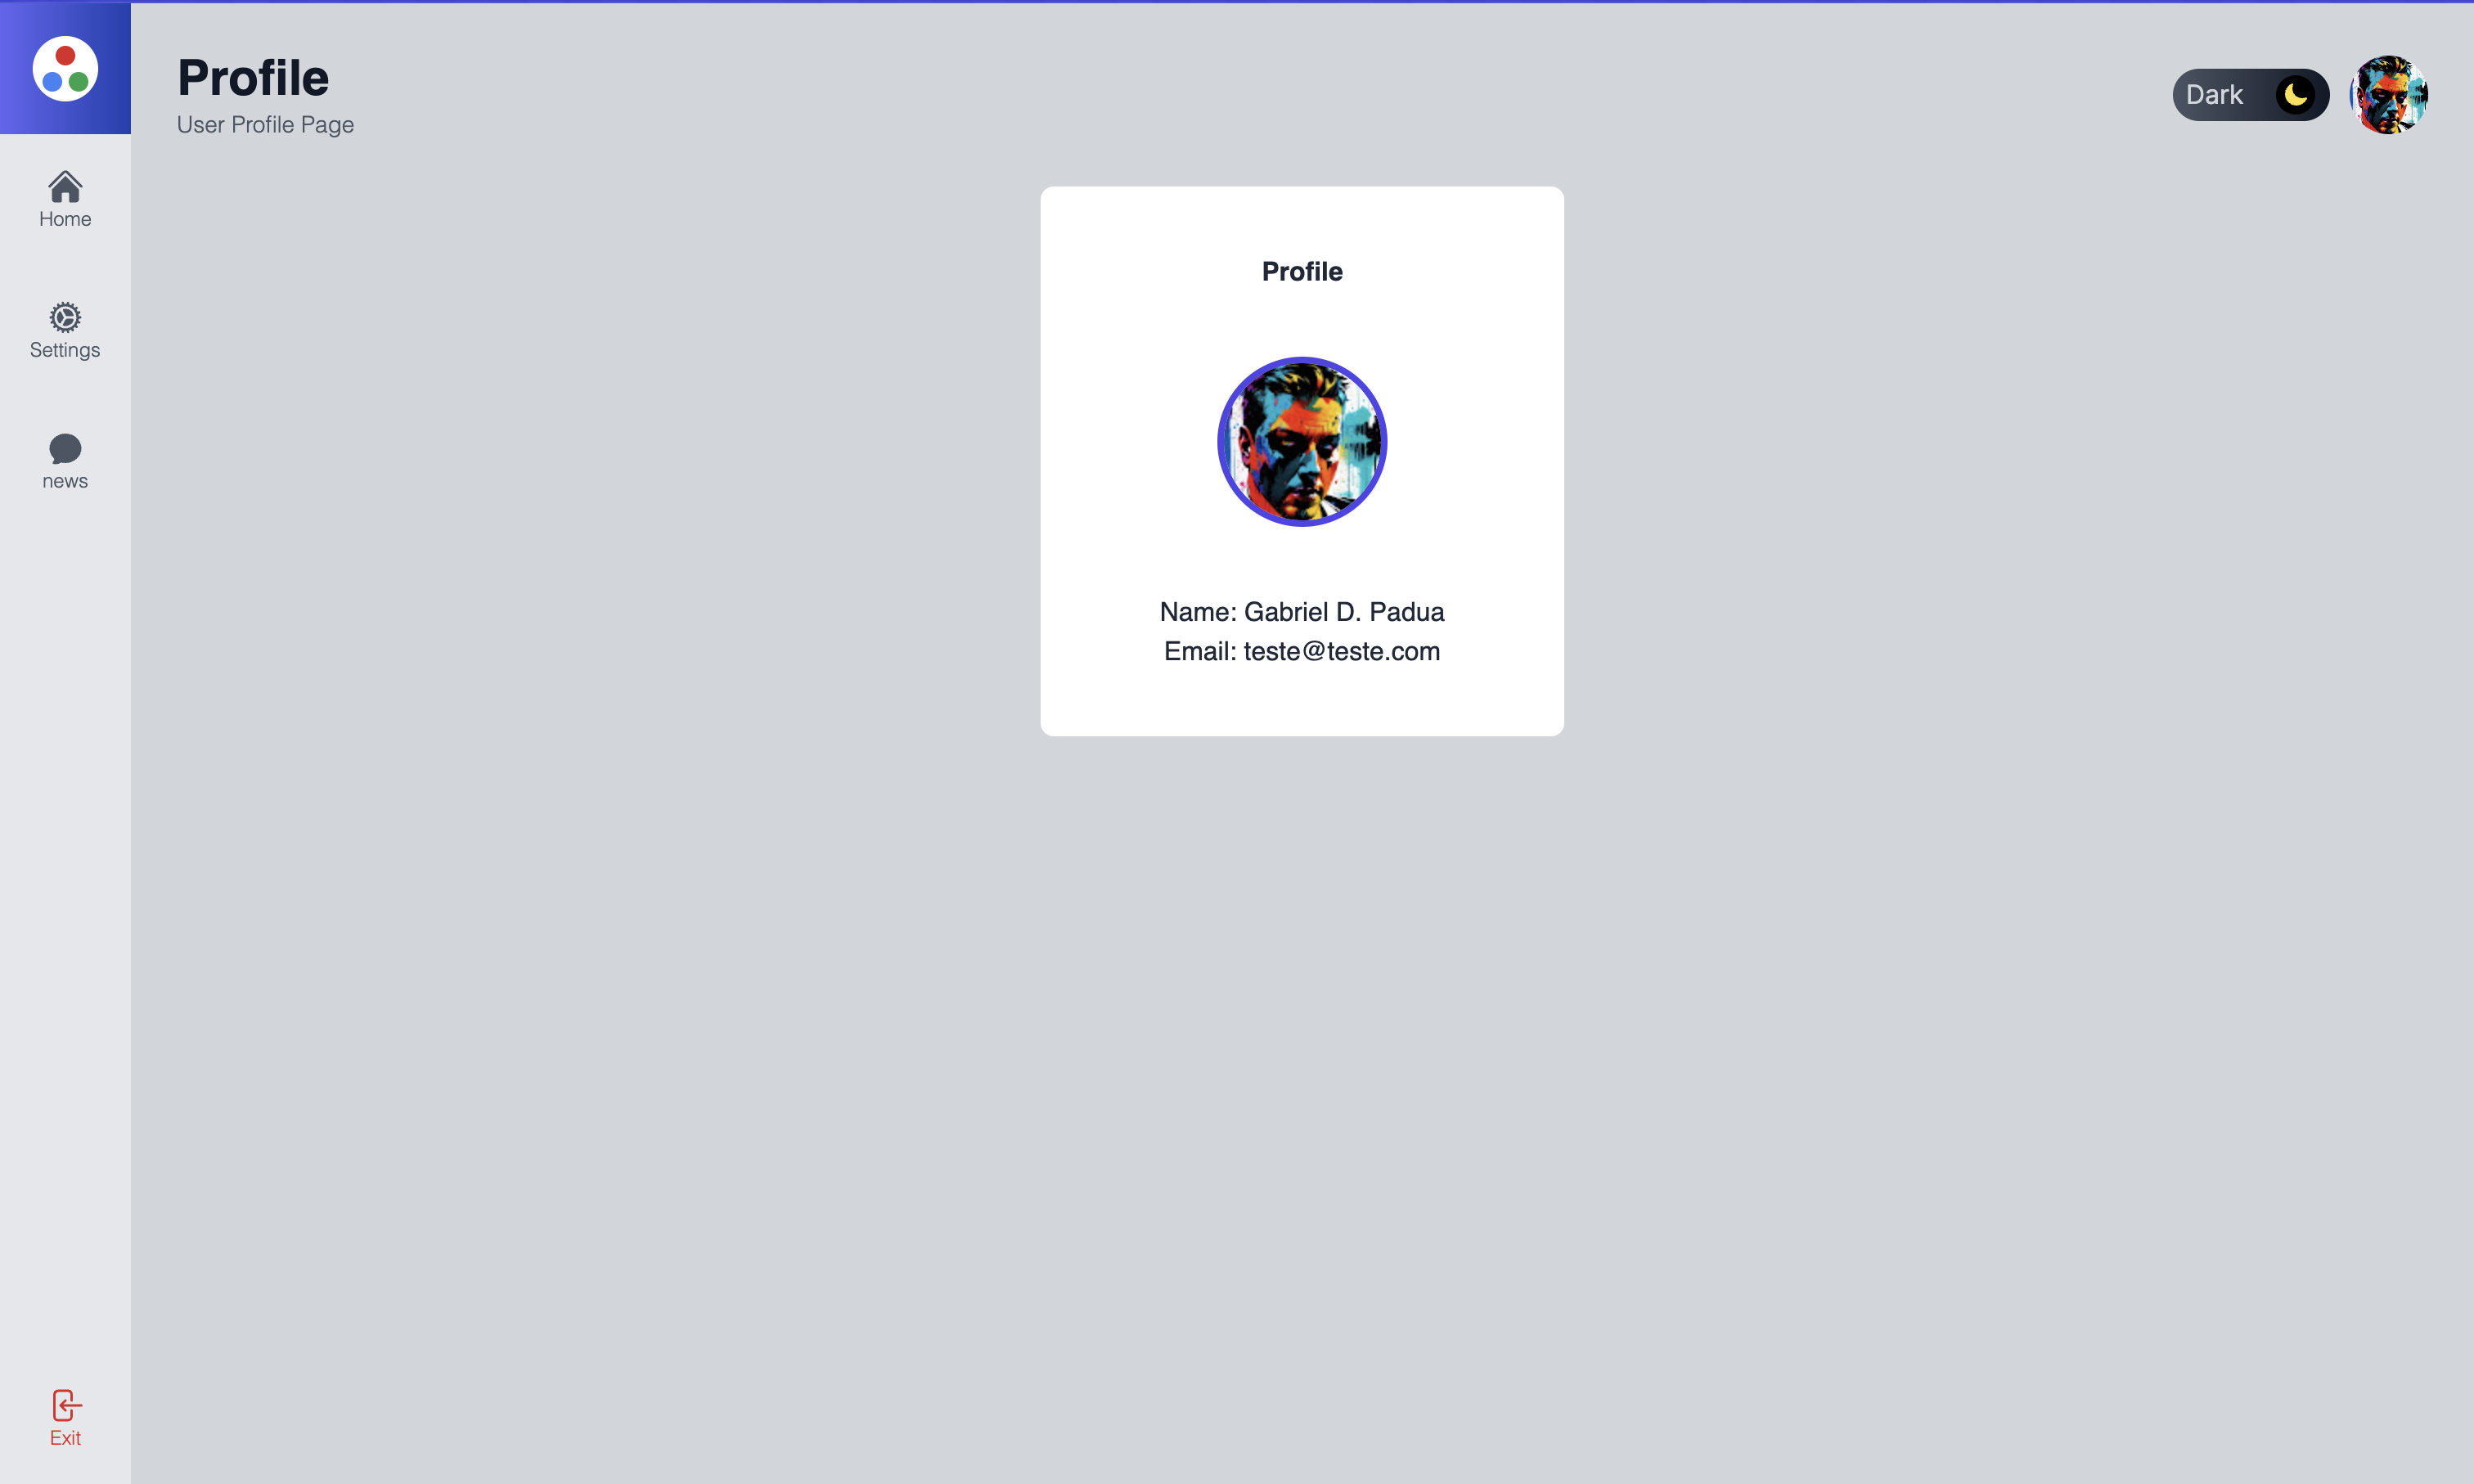 Profile
User Profile Page
Dark
Home
Settings
news
Exit
Profile
Name: Gabriel D. Padua
Email: teste@teste.com